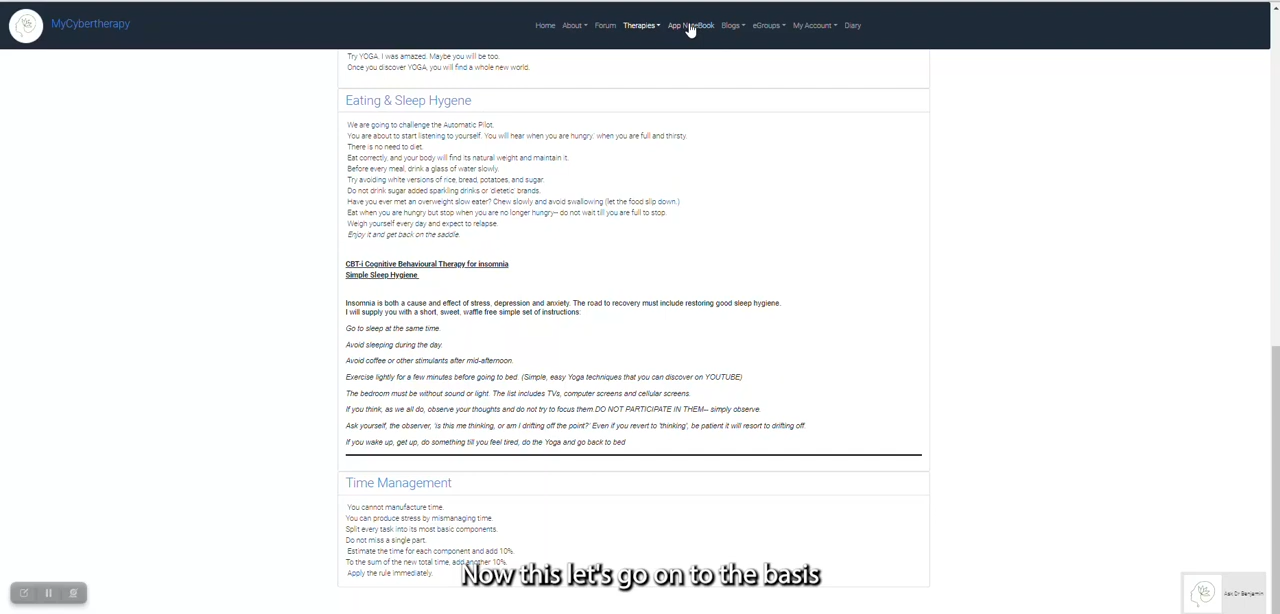 MyCybertherapy
Home About Forum Therapies App NoteBook Blogs eGroups My Account Diary
Try YOGA, I was amazed. Maybe you will be too.
Once you discover YOGA, you will find a whole new world.
Eating & Sleep Hygiene
We are going to challenge the Automatic Pilot.
You are about to start listening to yourself. You will hear when you are hungry: when you are full and thirsty.
There is no need to diet.
Eat correctly, and your body will find its natural weight and maintain it.
Before every meal, drink a glass of water slowly.
Try avoiding white versions of rice, bread, potatoes, and sugar.
Do not drink sugar added sparkling drinks or 'dietetic' brands.
Have you ever met an overweight slow eater? Chew slowly and avoid swallowing (let the food slip down.)
Eat when you are hungry but stop when you are no longer hungry-- do not wait till you are full to stop.
Weigh yourself every day and expect to relapse.
Enjoy it and get back on the saddle.
CBT-i Cognitive Behavioural Therapy for insomnia
Simple Sleep Hygiene
Insomnia is both a cause and effect of stress, depression and anxiety. The road to recovery must include restoring good sleep hygiene.
I will supply you with a short, sweet, waffle free simple set of instructions:
Go to sleep at the same time.
Avoid sleeping during the day.
Avoid coffee or other stimulants after mid-afternoon.
Exercise lightly for a few minutes before going to bed. (Simple, easy Yoga techniques that you can discover on YOUTUBE)
The bedroom must be without sound or light. The list includes TVs, computer screens and cellular screens.
If you think, as we all do, observe your thoughts and do not try to focus them DO NOT PARTICIPATE IN THEM-- simply observe.
Ask yourself, the observer, 'is this me thinking, or am I drifting off the point?' Even if you revert to 'thinking', be patient it will resort to drifting off.
If you wake up, get up, do something till you feel tired, do the Yoga and go back to bed
Time Management
You cannot manufacture time.
You can produce stress by mismanaging time.
Split every task into its most basic components.
Do not miss a single part.
Estimate the time for each component and add 10%.
To the sum of the new total time, add another 10%.
Apply the rule immediately.
Now this let's go on to the basis
Ask Dr Benjamin